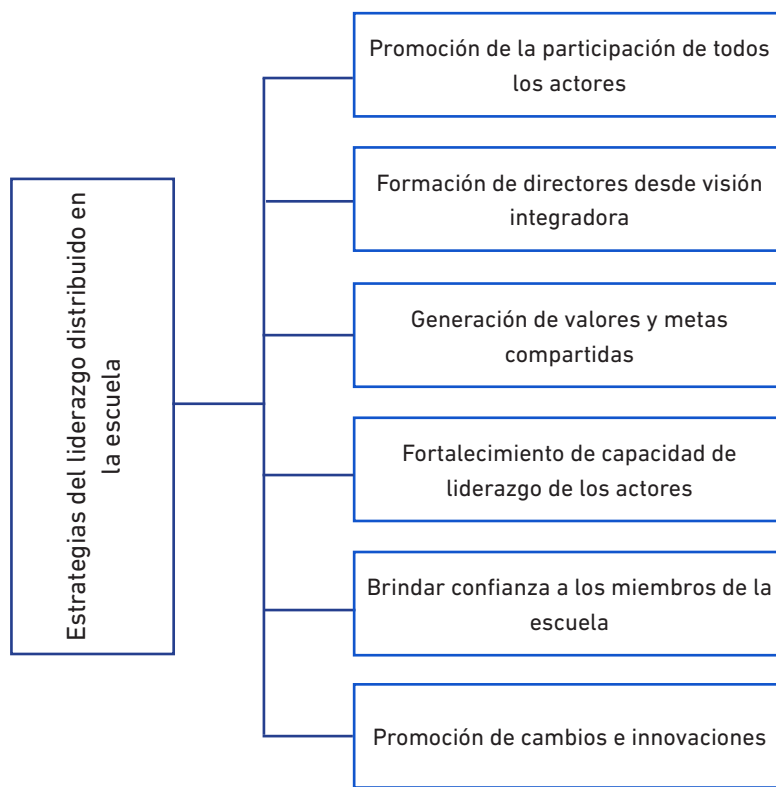 Estrategias del liderazgo distribuido en
la escuela
Promoción de la participación de todos
los actores
Formación de directores desde visión
integradora
Generación de valores y metas
compartidas
Fortalecimiento de capacidad de
liderazgo de los actores
Brindar confianza a los miembros de la
escuela
Promoción de cambios e innovaciones